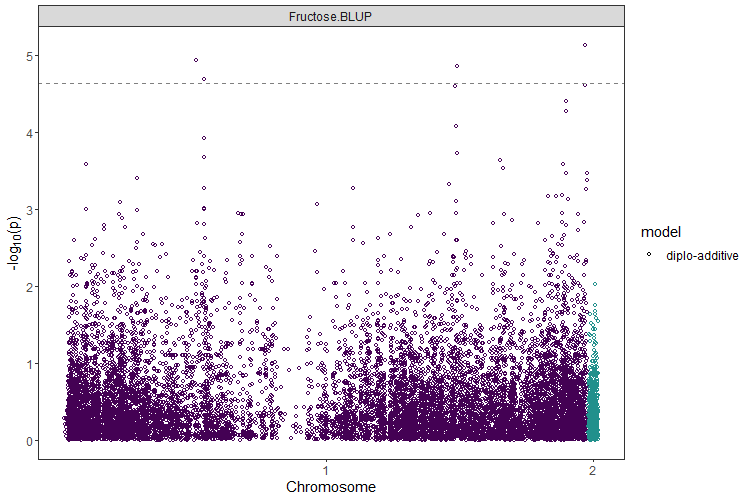 Fructose.BLUP
5
4
3
2
1
0
-log10(p)
1
2
Chromosome
model
diplo-additive